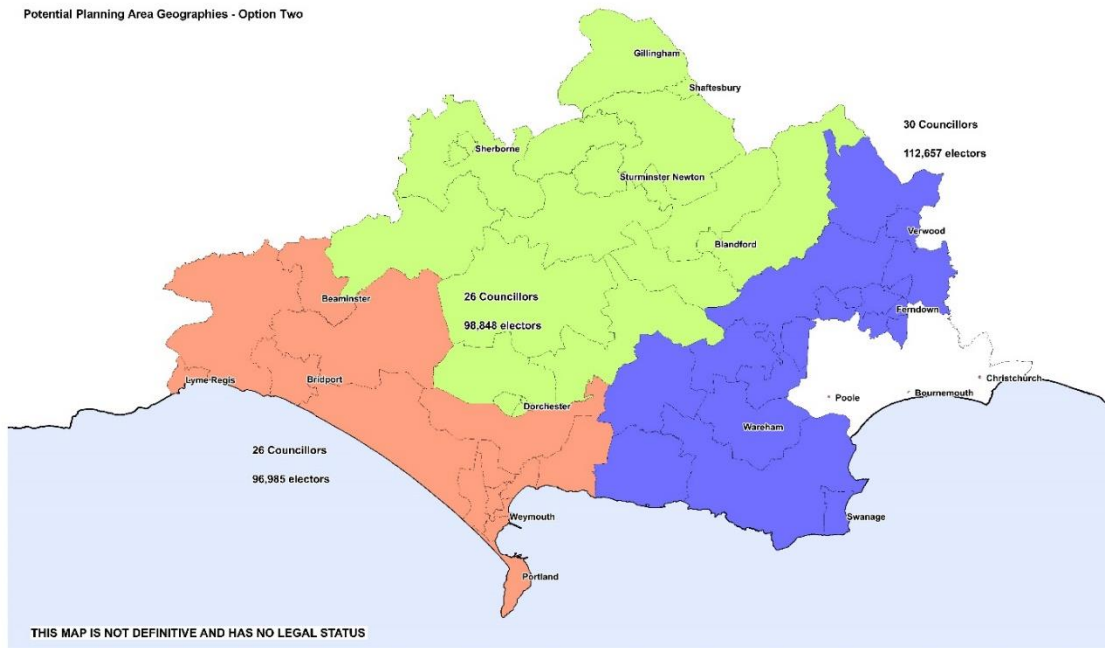 Potential Planning Area Geographies - Option Two
Gillingham
Shaftesbury
30 Councillors
112,657 electors
Sherborne
Sturminster Newton
Verwood
Blandford
Beaminster
26 Councillors
98,848 electors
Ferndown
Lyme Regis
Bridport
Christchurch
Bournemouth
Poole
Dorchester
Wareham
26 Councillors
96,985 electors
Weymouth
Swanage
Portland
THIS MAP IS NOT DEFINITIVE AND HAS NO LEGAL STATUS